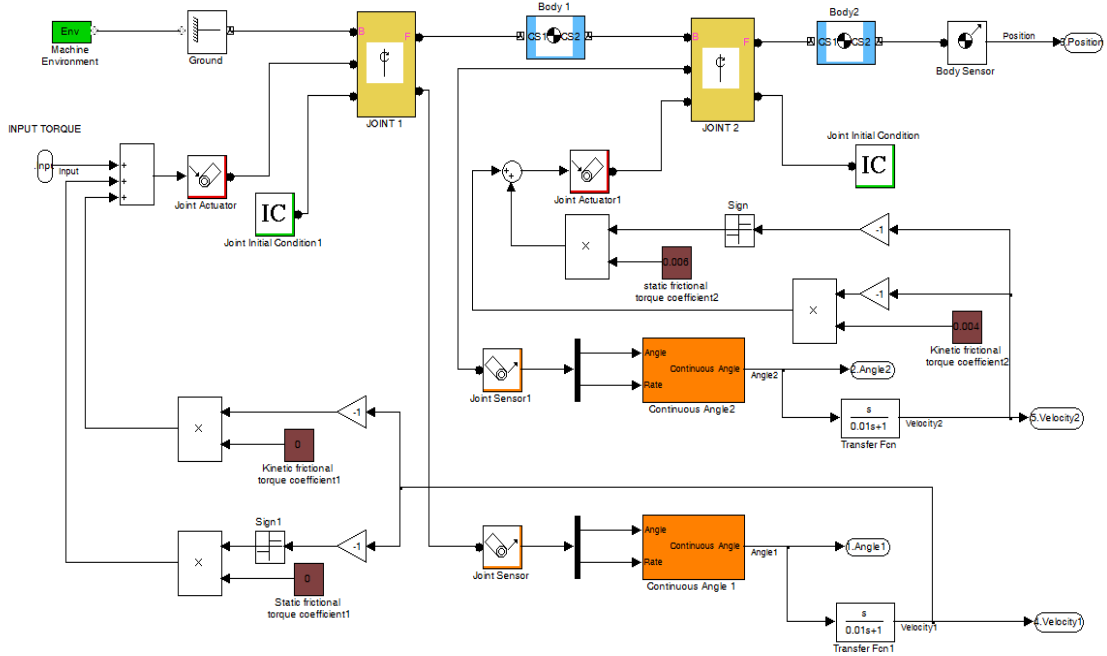 Env
Machine
Environment
Ground
B
F
JOINT 1
Body 1
CS1 CS2
B
F
JOINT 2
Body2
CS1 CS2
Body Sensor
Position
3.Position
INPUT TORQUE
Input
+
+
+
Joint Actuator
IC
Joint Initial Condition1
+
+
Joint Actuator1
Joint Initial Condition
IC
Sign
-1
×
0.006
static frictional
torque coefficient2
×
-1
0.004
Kinetic frictional
torque coefficient2
Joint Sensor1
Angle
Rate
Continuous Angle
Continuous Angle2
Angle2
2.Angle2
s
0.01s+1
Transfer Fcn
Velocity2
5.Velocity2
×
-1
0
Kinetic frictional
torque coefficient1
×
Sign1
-1
0
Static frictional
torque coefficient1
Joint Sensor
Angle
Rate
Continuous Angle
Continuous Angle 1
Angle1
1.Angle1
s
0.01s+1
Transfer Fcn1
Velocity1
4.Velocity1